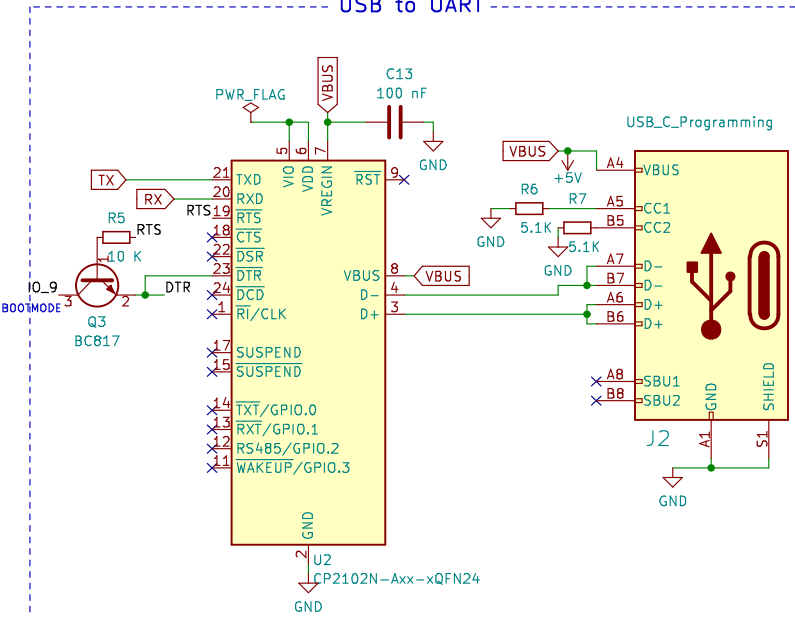 USB to UART
VBUS
C13
100 nF
PWR_FLAG
GND
USB_C_Programming
VBUS
+5V
5
6
7
VIO
VDD
VREGIN
TX
21 TXD
RX
20 RXD
RTS 19 RTS
18 CTS
22 DSR
23 DTR
24 DCD
1 RI/CLK
17 SUSPEND
15 SUSPEND
14 TXT/GPIO.0
13 RXT/GPIO.1
12 RS485/GPIO.2
11 WAKEUP/GPIO.3
RST 9
VBUS 8
VBUS
D- 4
D+ 3
GND
2
U2
CP2102N-Axx-xQFN24
GND
R5
RTS
10 K
1
IO_9
BOOTMODE
3
2
DTR
Q3
BC817
R6
5.1K
GND
R7
5.1K
GND
A4 VBUS
A5 CC1
B5 CC2
A7 D-
B7 D-
A6 D+
B6 D+
A8 SBU1
B8 SBU2
GND
SHIELD
J2
A1
S1
GND